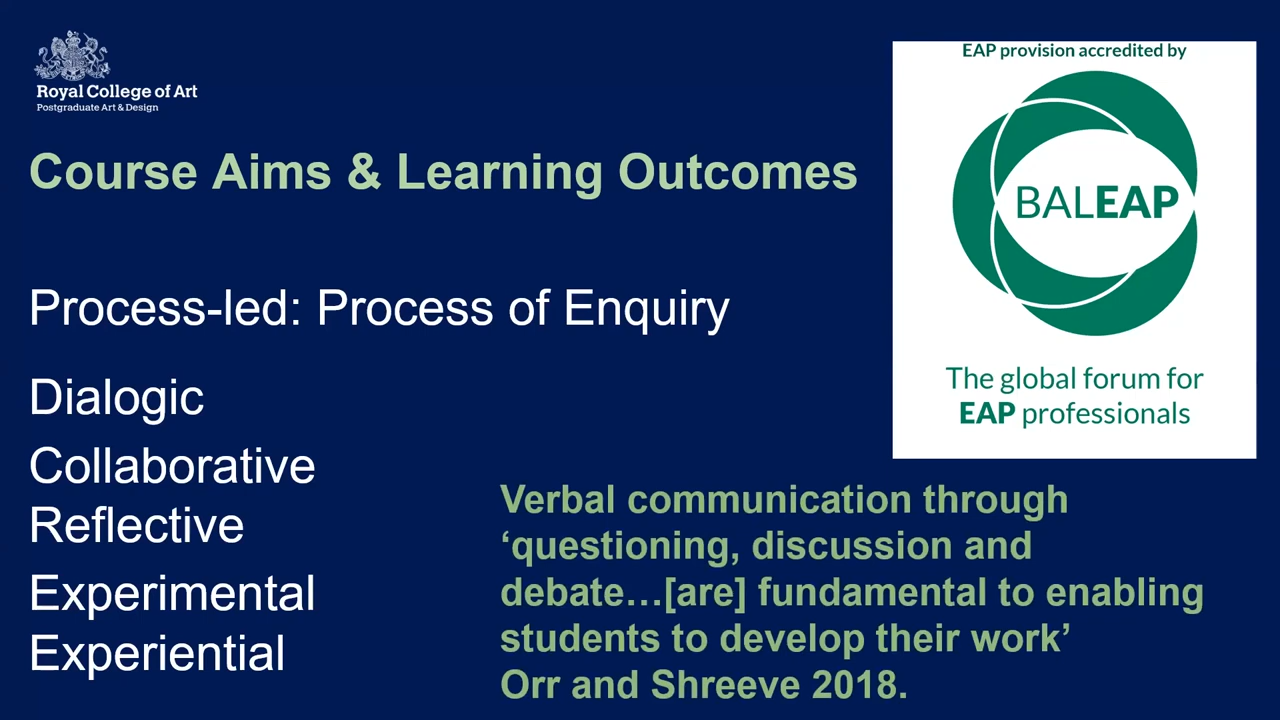 Royal College of Art
Postgraduate Art & Design
EAP provision accredited by
BALEAP
The global forum for
EAP professionals
Course Aims & Learning Outcomes
Process-led: Process of Enquiry
Dialogic
Collaborative
Reflective
Experimental
Experiential
Verbal communication through
‘questioning, discussion and
debate…[are] fundamental to enabling
students to develop their work’
Orr and Shreeve 2018.